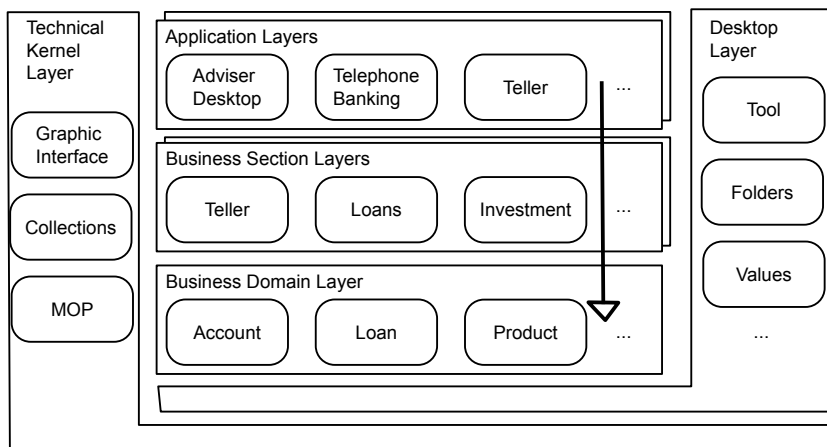 Technical
Kernel
Layer
Graphic
Interface
Collections
MOP
Application Layers
Adviser
Desktop
Telephone
Banking
Teller
...
Business Section Layers
Teller
Loans
Investment
...
Business Domain Layer
Account
Loan
Product
...
Desktop
Layer
Tool
Folders
Values
...